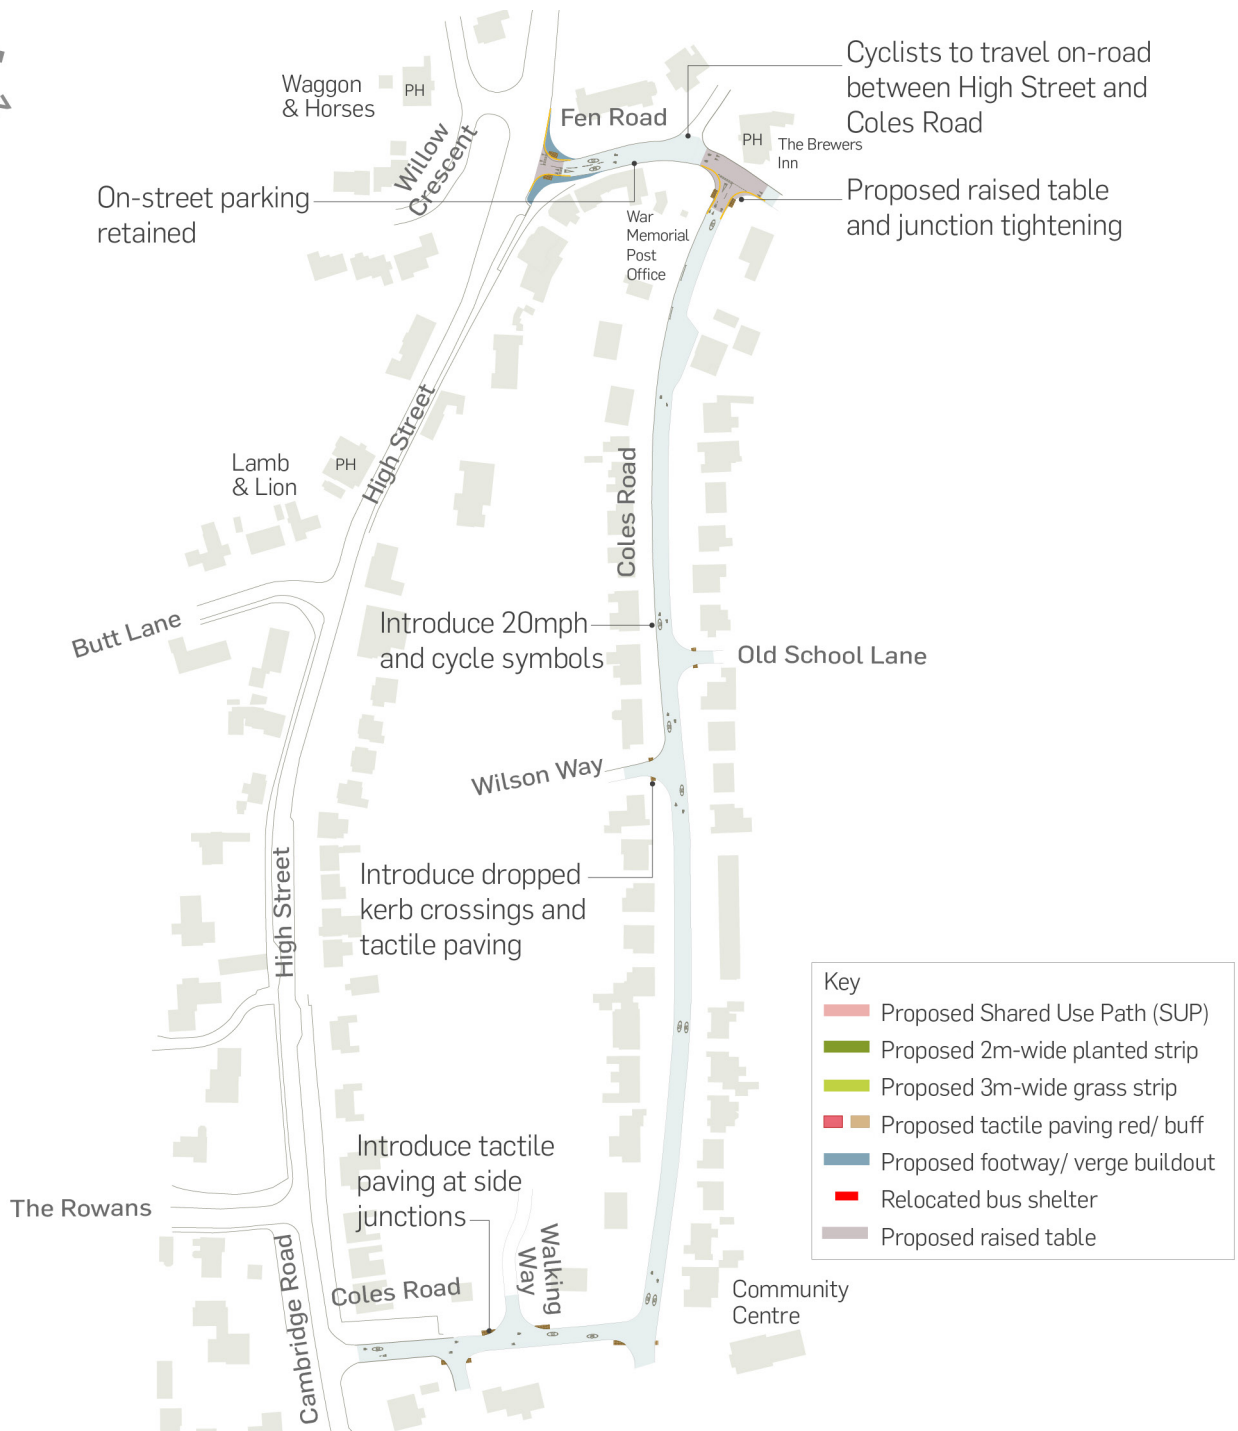 Cyclists to travel on-road
between High Street and
Coles Road
Waggon
& Horses
PH
Fen Road
PH
The Brewers
Inn
Willow
Crescent
On-street parking
retained
Proposed raised table
and junction tightening
War
Memorial
Post
Office
High Street
Lamb
& Lion
PH
Coles Road
Butt Lane
Introduce 20mph
and cycle symbols
Old School Lane
Wilson Way
Introduce dropped
kerb crossings and
tactile paving
High Street
Key
Proposed Shared Use Path (SUP)
Proposed 2m-wide planted strip
Proposed 3m-wide grass strip
Proposed tactile paving red/ buff
Proposed footway/ verge buildout
Relocated bus shelter
Proposed raised table
Introduce tactile
paving at side
junctions
The Rowans
Walking
Way
Cambridge Road
Coles Road
Community
Centre